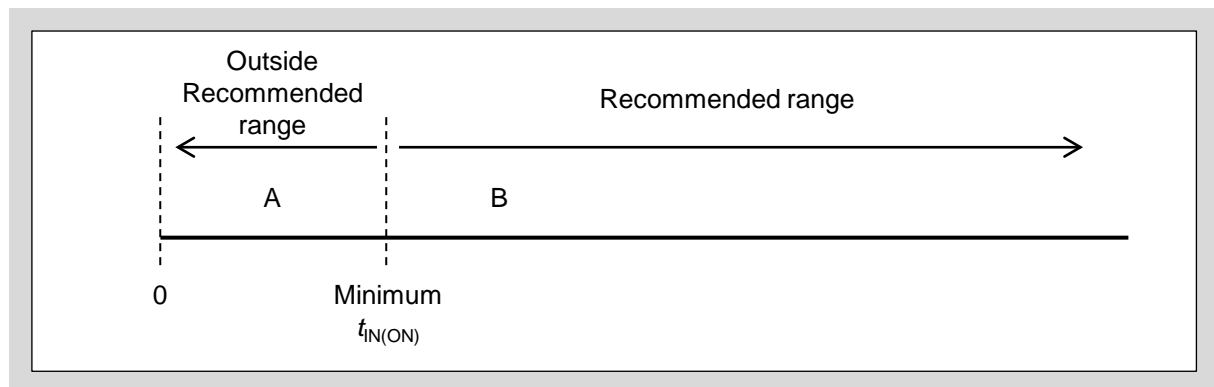 Outside
Recommended
range
Recommended range
A
B
0
Minimum
tIN(ON)